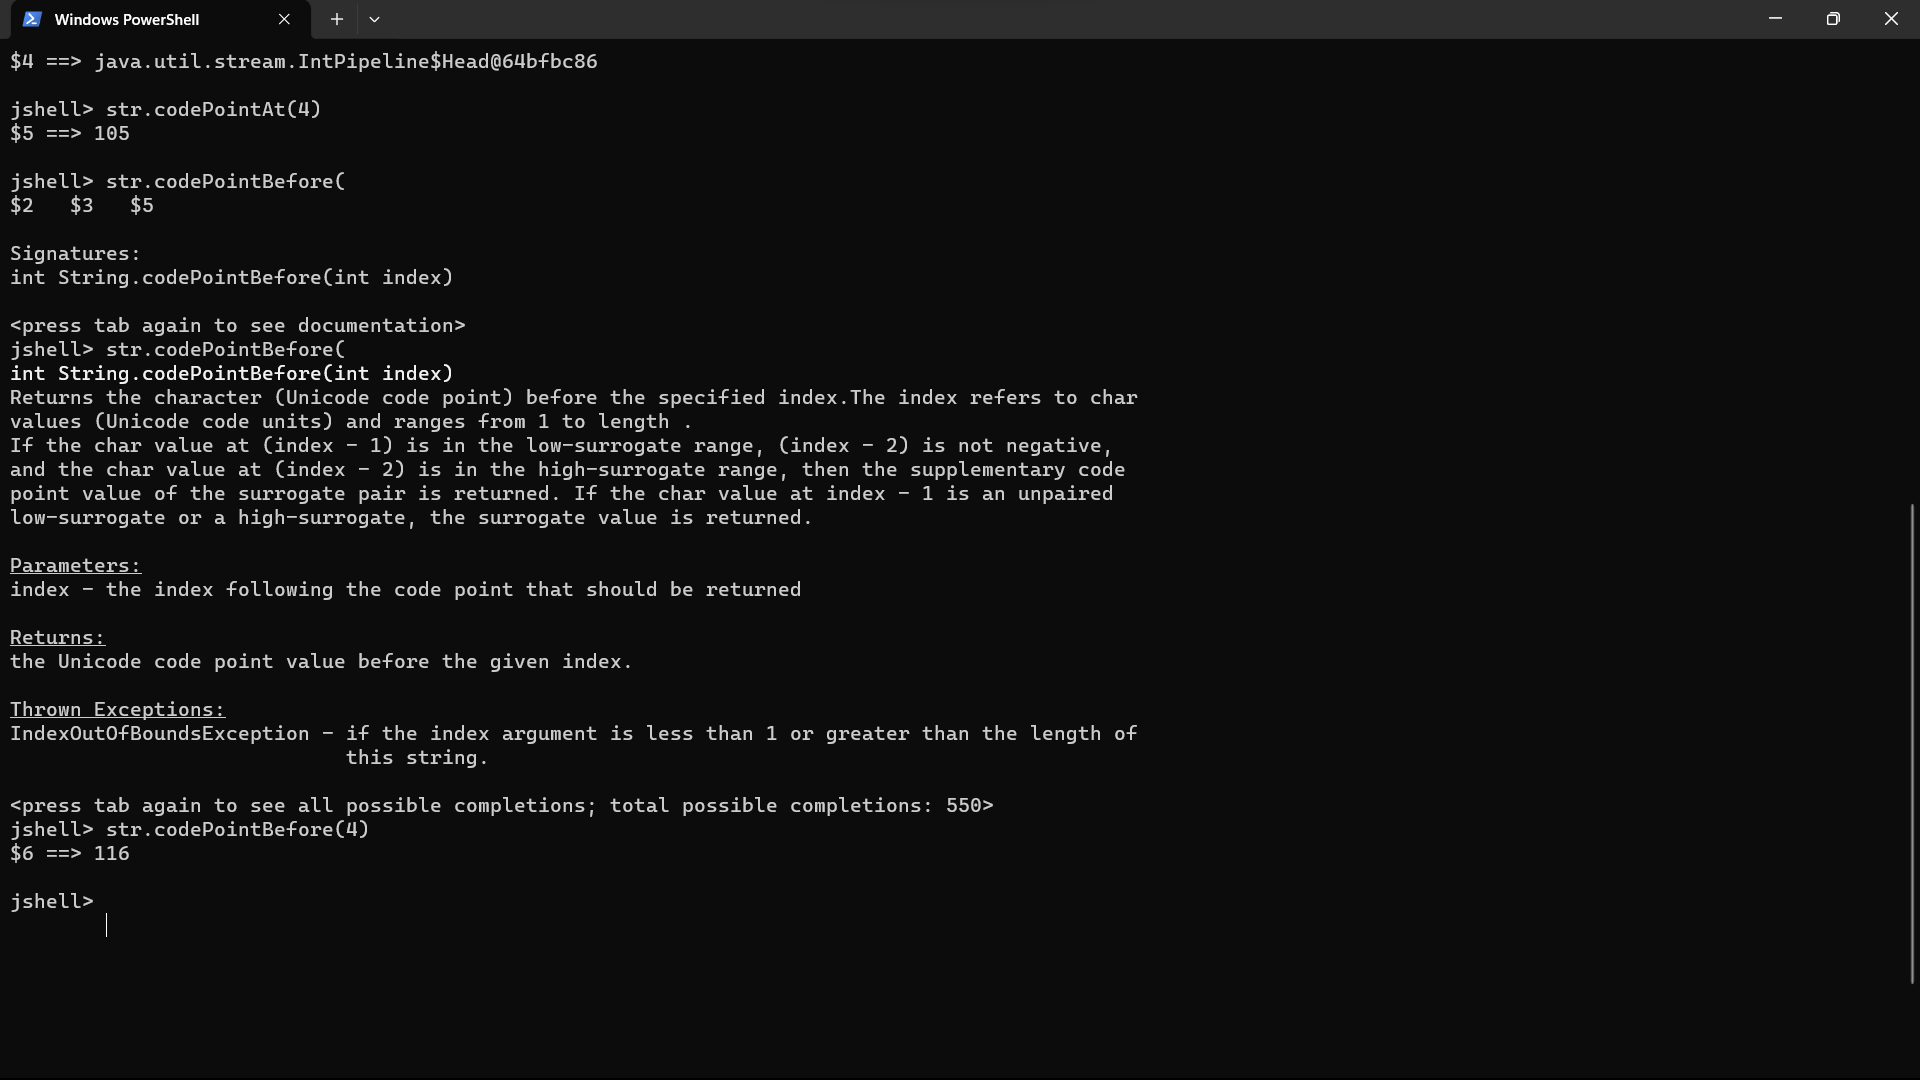 Windows PowerShell
$4 ==> java.util.stream.IntPipeline$Head@64bfbc86
jshell> str.codePointAt(4)
$5 ==> 105
jshell> str.codePointBefore(
$2   $3   $5
Signatures:
int String.codePointBefore(int index)
<press tab again to see documentation>
jshell> str.codePointBefore(
int String.codePointBefore(int index)
Returns the character (Unicode code point) before the specified index.The index refers to char
values (Unicode code units) and ranges from 1 to length .
If the char value at (index - 1) is in the low-surrogate range, (index - 2) is not negative,
and the char value at (index - 2) is in the high-surrogate range, then the supplementary code
point value of the surrogate pair is returned. If the char value at index - 1 is an unpaired
low-surrogate or a high-surrogate, the surrogate value is returned.
Parameters:
index - the index following the code point that should be returned
Returns:
the Unicode code point value before the given index.
Thrown Exceptions:
IndexOutOfBoundsException - if the index argument is less than 1 or greater than the length of
this string.
<press tab again to see all possible completions; total possible completions: 550>
jshell> str.codePointBefore(4)
$6 ==> 116
jshell>